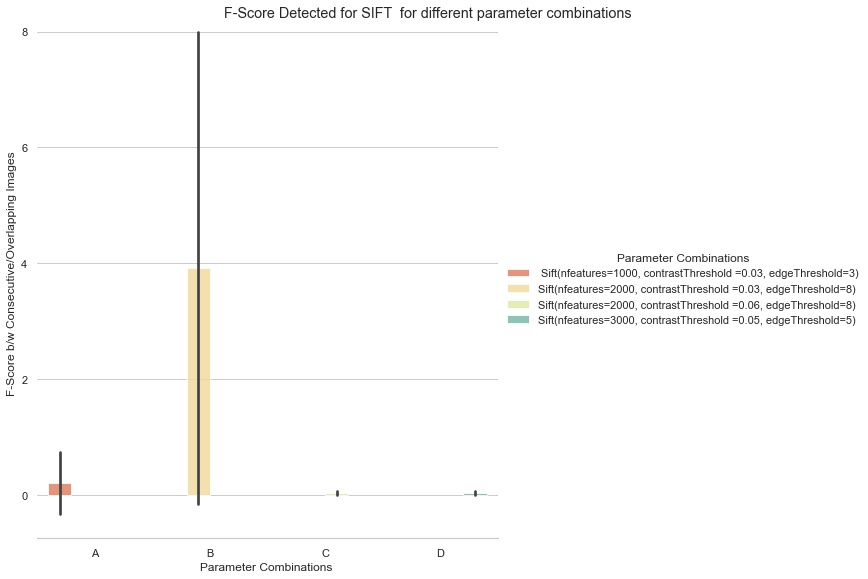 F-Score Detected for SIFT  for different parameter combinations
8
6
4
2
0
F-Score b/w Consecutive/Overlapping Images
A B C D
Parameter Combinations
Parameter Combinations
Sift(nfeatures=1000, contrastThreshold =0.03, edgeThreshold=3)
Sift(nfeatures=2000, contrastThreshold =0.03, edgeThreshold=8)
Sift(nfeatures=2000, contrastThreshold =0.06, edgeThreshold=8)
Sift(nfeatures=3000, contrastThreshold =0.05, edgeThreshold=5)